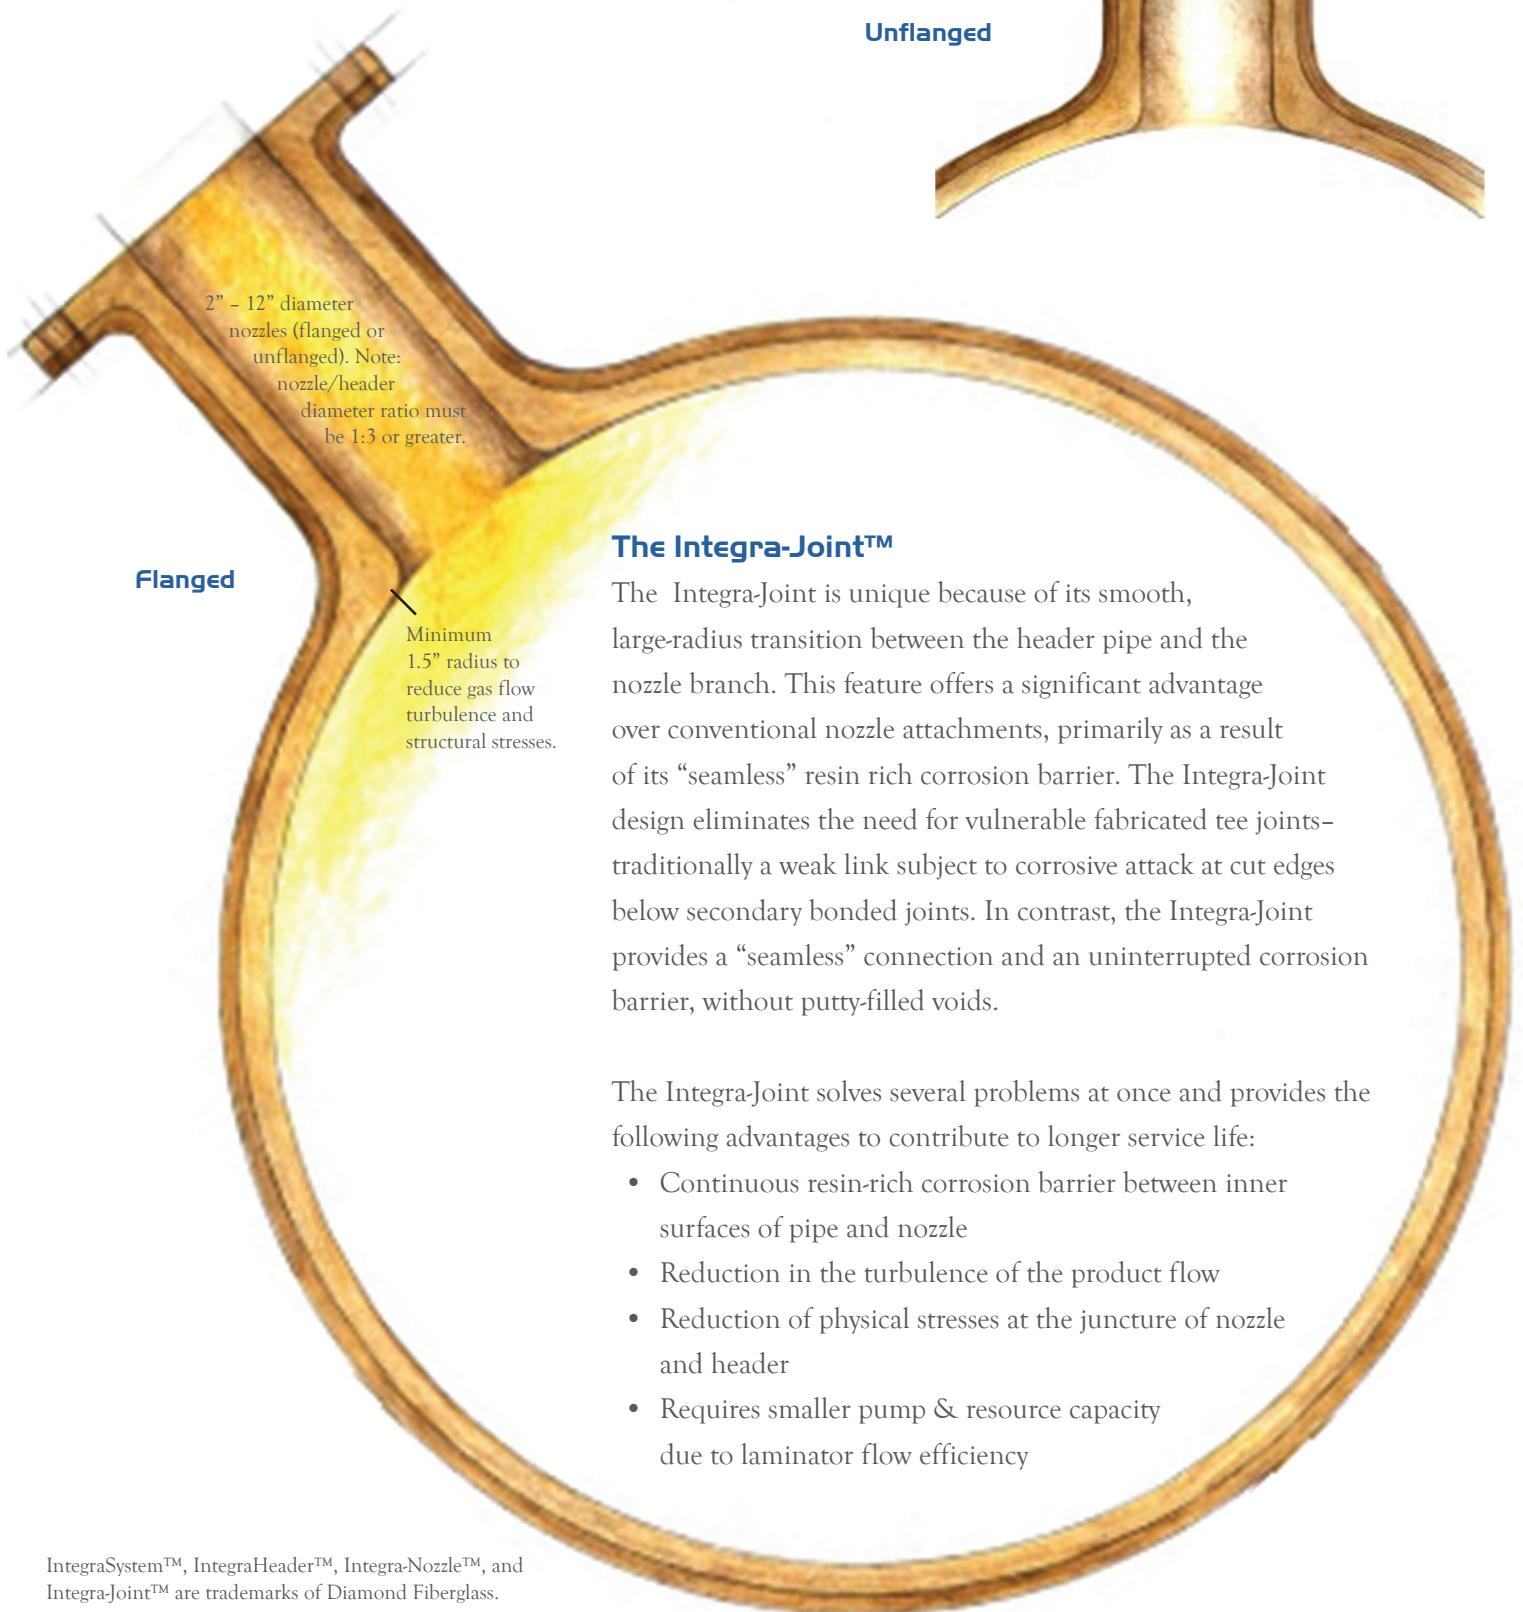 Unflanged
2” – 12” diameter
nozzles (flanged or
unflanged). Note:
nozzle/header
diameter ratio must
be 1:3 or greater.
Flanged
Minimum
1.5” radius to
reduce gas flow
turbulence and
structural stresses.
The Integra-Joint™
The Integra-Joint is unique because of its smooth,
large-radius transition between the header pipe and the
nozzle branch. This feature offers a significant advantage
over conventional nozzle attachments, primarily as a result
of its “seamless” resin rich corrosion barrier. The Integra-Joint
design eliminates the need for vulnerable fabricated tee joints–
traditionally a weak link subject to corrosive attack at cut edges
below secondary bonded joints. In contrast, the Integra-Joint
provides a “seamless” connection and an uninterrupted corrosion
barrier, without putty-filled voids.
The Integra-Joint solves several problems at once and provides the
following advantages to contribute to longer service life:
• Continuous resin-rich corrosion barrier between inner
surfaces of pipe and nozzle
• Reduction in the turbulence of the product flow
• Reduction of physical stresses at the juncture of nozzle
and header
• Requires smaller pump & resource capacity
due to laminator flow efficiency
IntegraSystem™, IntegraHeader™, Integra-Nozzle™, and
Integra-Joint™ are trademarks of Diamond Fiberglass.